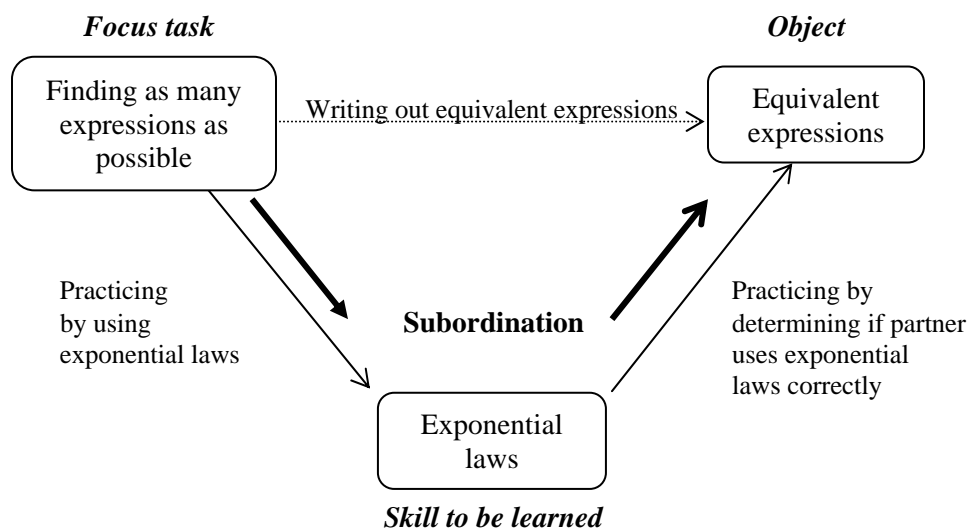 Focus task
Object
Finding as many
expressions as
possible
Writing out equivalent expressions
Equivalent
expressions
Practicing
by using
exponential laws
Subordination
Practicing by
determining if partner
uses exponential
laws correctly
Exponential
laws
Skill to be learned